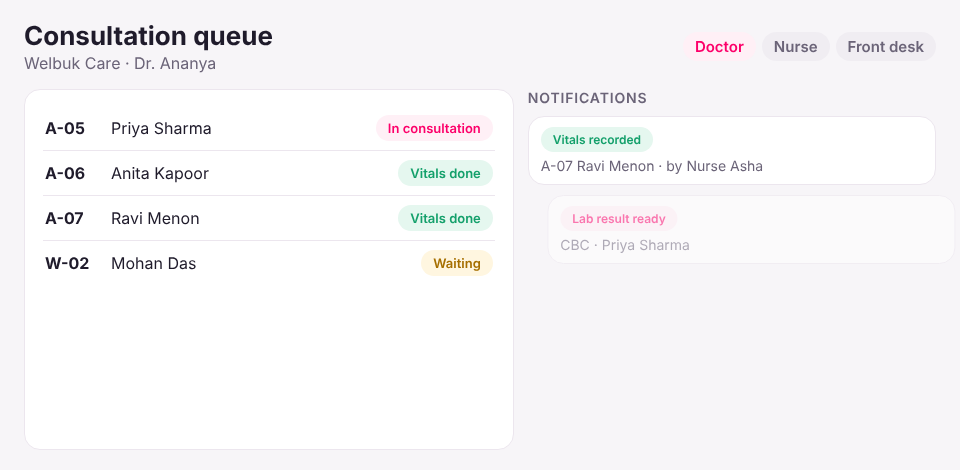 Consultation queue
Welbuk Care · Dr. Ananya
Doctor Nurse Front desk
A-05 Priya Sharma In consultation
A-06 Anita Kapoor Vitals done
A-07 Ravi Menon Vitals done
W-02 Mohan Das Waiting
NOTIFICATIONS
Vitals recorded
A-07 Ravi Menon · by Nurse Asha
Lab result ready
CBC · Priya Sharma